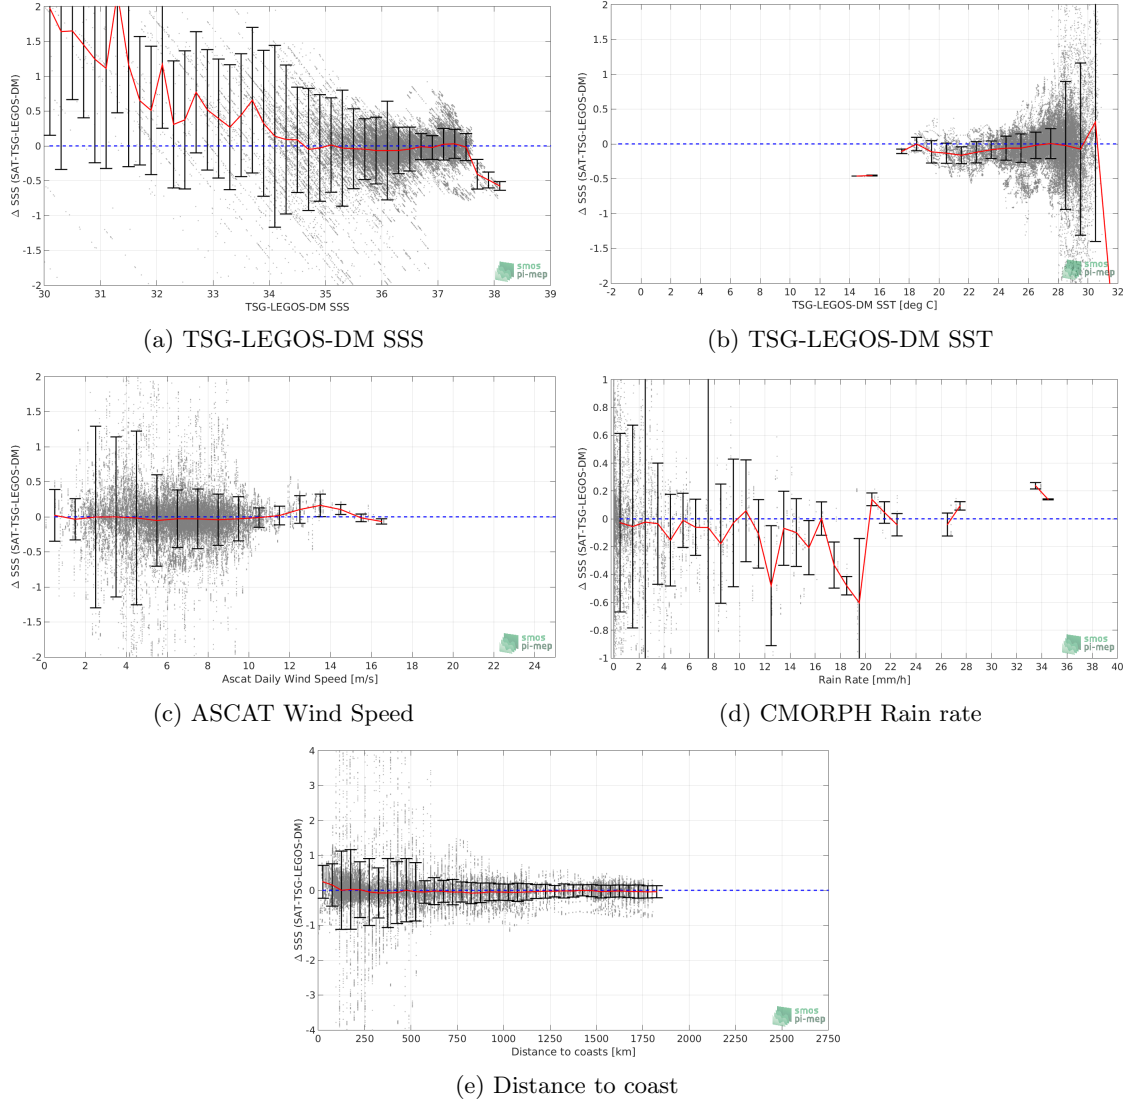 2
1.5
1
0.5
0
-0.5
-1
-1.5
-2
Δ SSS (SAT-TSG-LEGOS-DM)
30 31 32 33 34 35 36 37 38 39
TSG-LEGOS-DM SSS
smos
pi-mep
(a) TSG-LEGOS-DM SSS
2
1.5
1
0.5
0
-0.5
-1
-1.5
-2
Δ SSS (SAT-TSG-LEGOS-DM)
-2 0 2 4 6 8 10 12 14 16 18 20 22 24 26 28 30 32
TSG-LEGOS-DM SST [deg C]
smos
pi-mep
(b) TSG-LEGOS-DM SST
2
1.5
1
0.5
0
-0.5
-1
-1.5
-2
Δ SSS (SAT-TSG-LEGOS-DM)
0 2 4 6 8 10 12 14 16 18 20 22 24
Ascat Daily Wind Speed [m/s]
smos
pi-mep
(c) ASCAT Wind Speed
1
0.8
0.6
0.4
0.2
0
-0.2
-0.4
-0.6
-0.8
-1
Δ SSS (SAT-TSG-LEGOS-DM)
0 2 4 6 8 10 12 14 16 18 20 22 24 26 28 30 32 34 36 38 40
Rain Rate [mm/h]
smos
pi-mep
(d) CMORPH Rain rate
4
3
2
1
0
-1
-2
-3
-4
Δ SSS (SAT-TSG-LEGOS-DM)
0 250 500 750 1000 1250 1500 1750 2000 2250 2500 2750
Distance to coasts [km]
smos
pi-mep
(e) Distance to coast